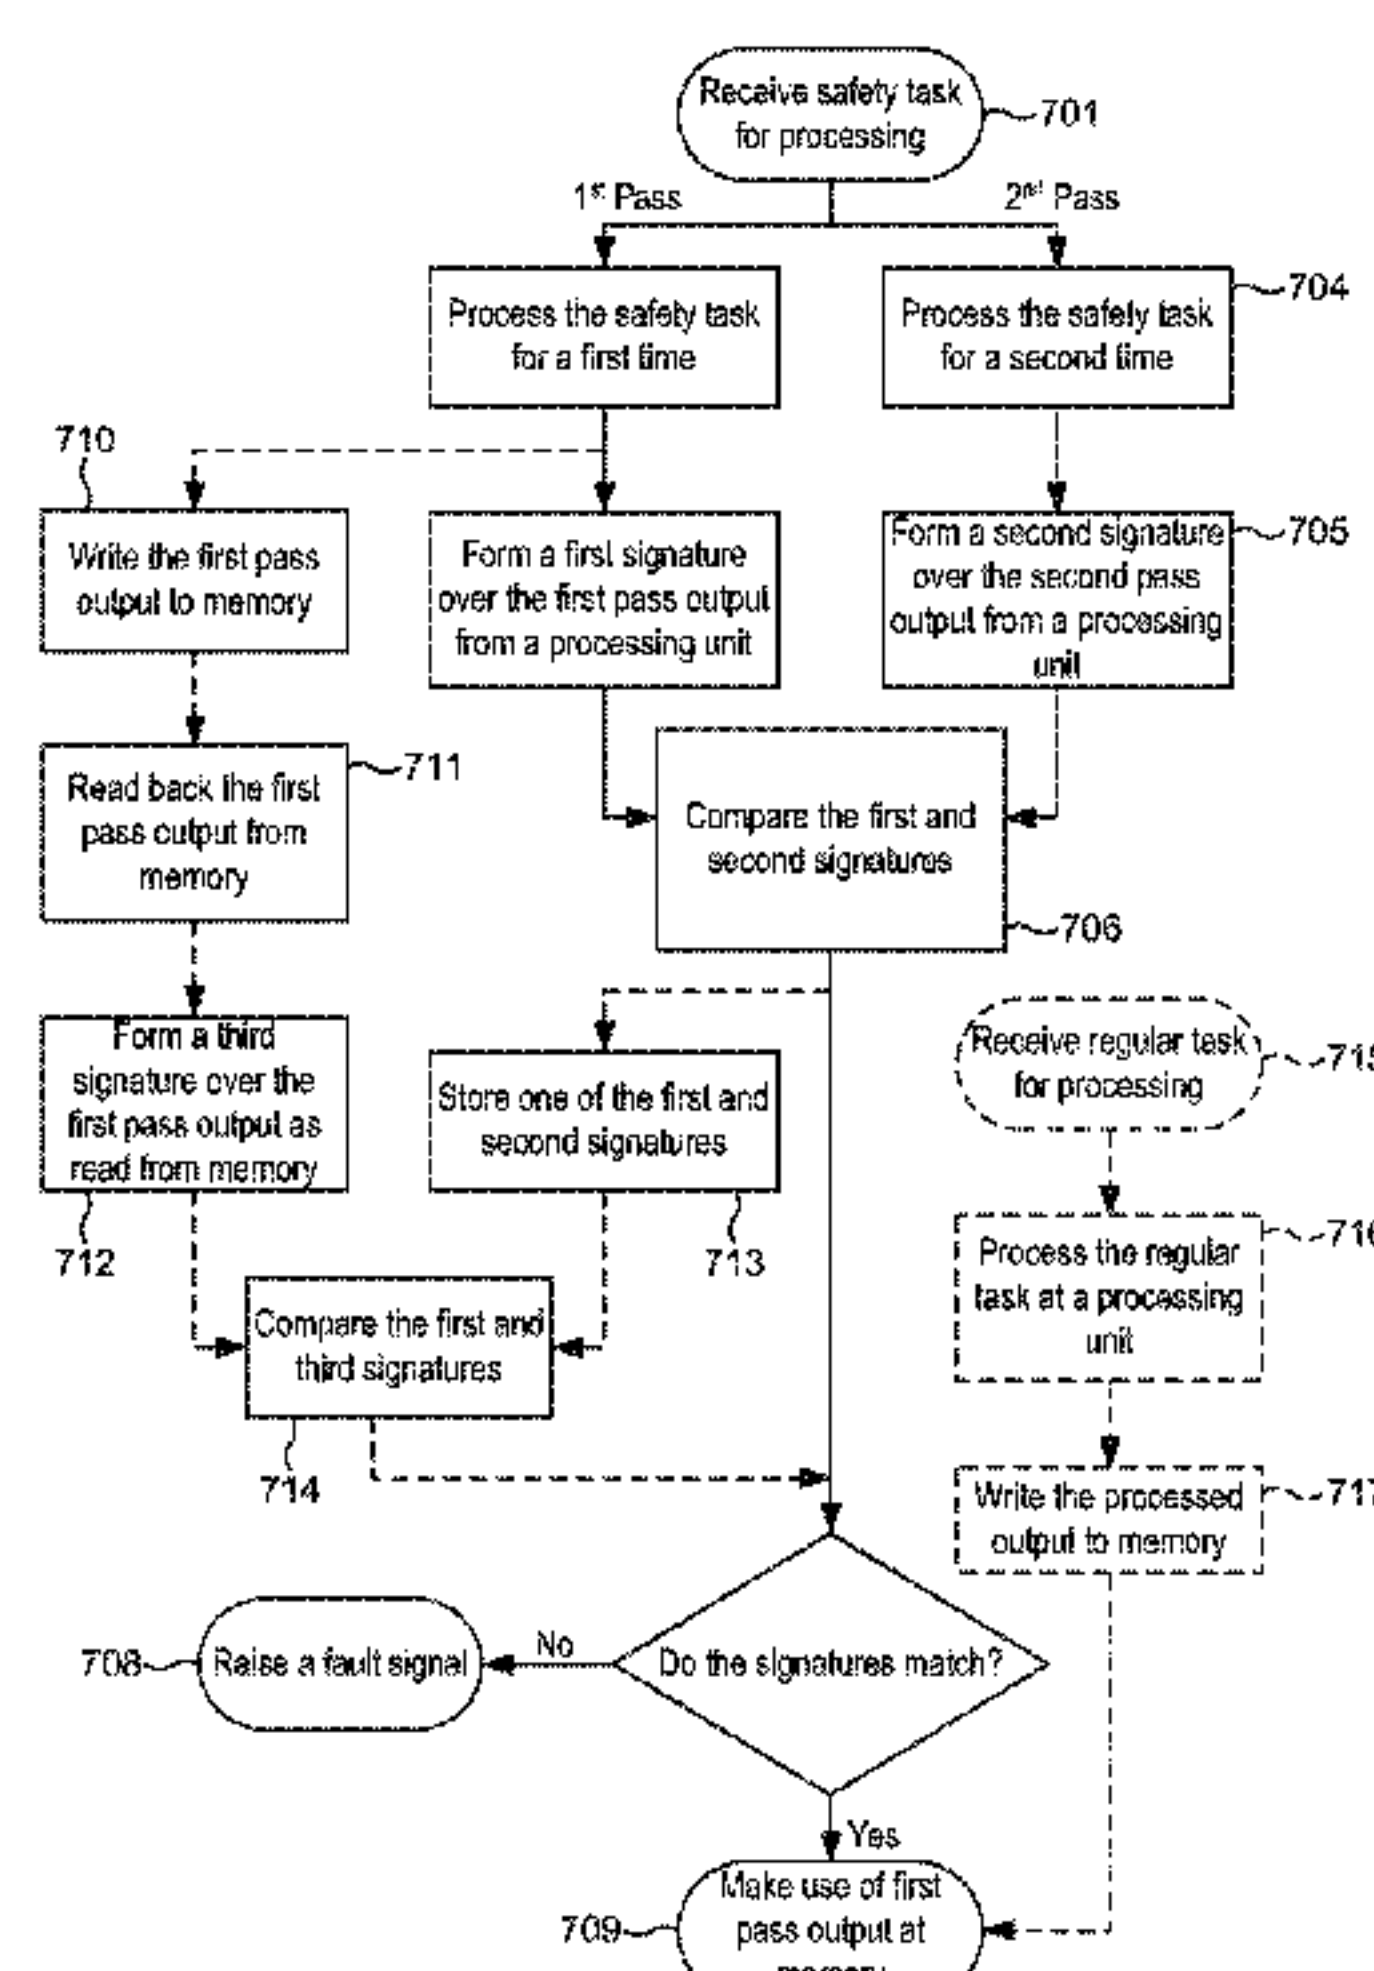 Receive safety task
for processing
701
1st Pass
2nd Pass
Process the safety task
for a first time
Process the safety task
for a second time
704
710
Write the first pass
output to memory
Form a first signature
over the first pass output
from a processing unit
Form a second signature
over the second pass
output from a processing
unit
705
Read back the first
pass output from
memory
711
Compare the first and
second signatures
706
Form a third
signature over the
first pass output as
read from memory
712
Store one of the first and
second signatures
713
Receive regular task
for processing
715
Process the regular
task at a processing
unit
716
Compare the first and
third signatures
714
Write the processed
output to memory
717
Do the signatures match?
No
Raise a fault signal
708
Yes
Make use of first
pass output at
709